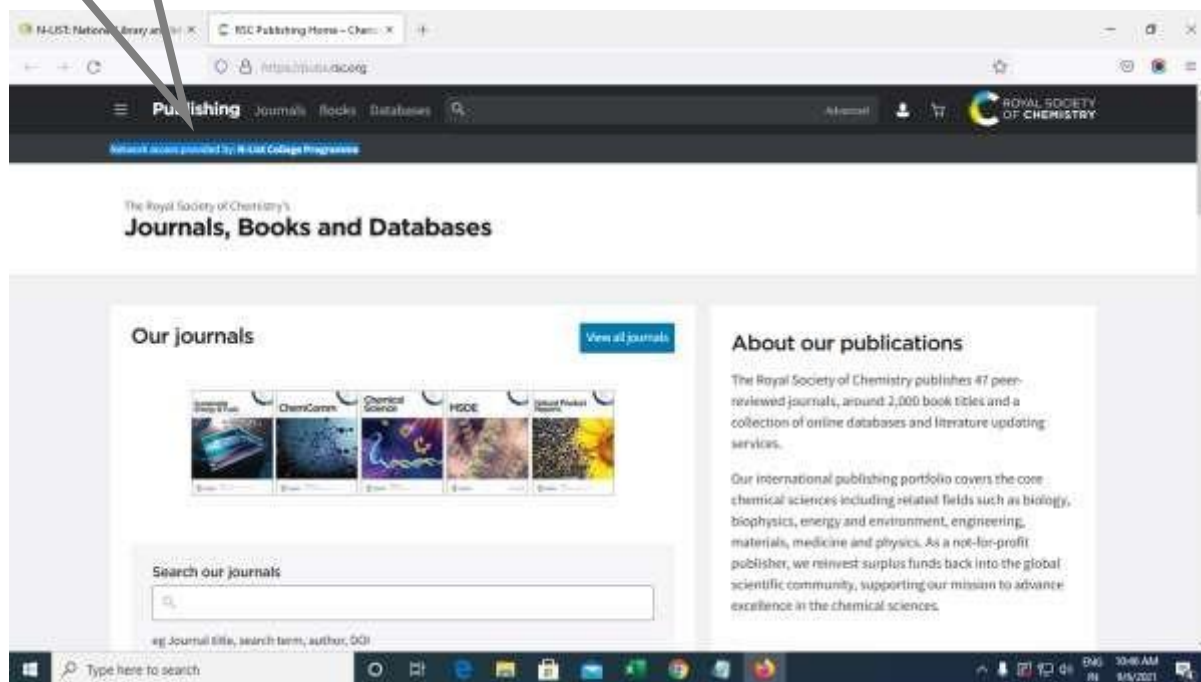 N-LIST: National Library and
RSC Publishing Home – Chem
https://pubs.rsc.org
Publishing Journals Books Databases
Advanced
ROYAL SOCIETY
OF CHEMISTRY
Network access provided by: N-List College Programme
The Royal Society of Chemistry's
Journals, Books and Databases
Our journals
View all journals
Sustainable
Energy & Fuels
ChemComm
Chemical
Science
MSDE
Natural Product
Reports
Search our journals
eg Journal title, search term, author, DOI
About our publications
The Royal Society of Chemistry publishes 47 peer-
reviewed journals, around 2,000 book titles and a
collection of online databases and literature updating
services.
Our international publishing portfolio covers the core
chemical sciences including related fields such as biology,
biophysics, energy and environment, engineering,
materials, medicine and physics. As a not-for-profit
publisher, we reinvest surplus funds back into the global
scientific community, supporting our mission to advance
excellence in the chemical sciences.
Type here to search
ENG
IN
10:46 AM
9/6/2021